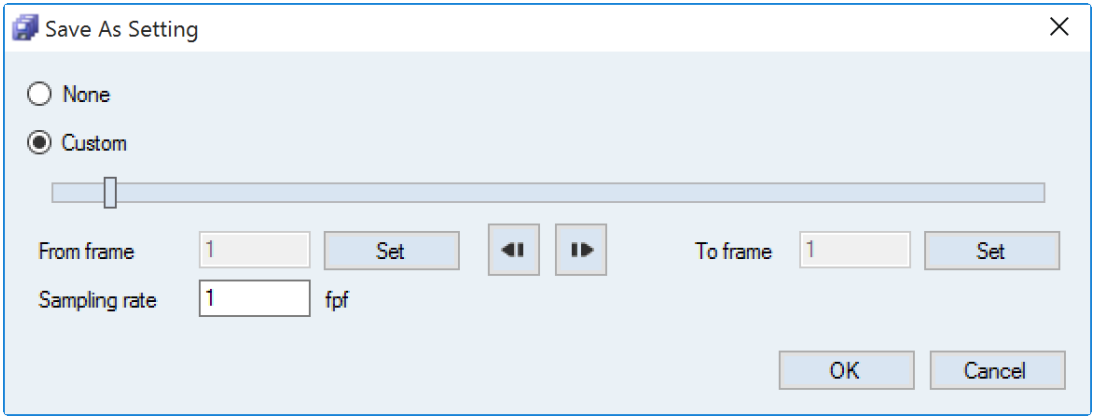 Save As Setting
None
Custom
From frame 1 Set To frame 1 Set
Sampling rate 1 fpf
OK Cancel